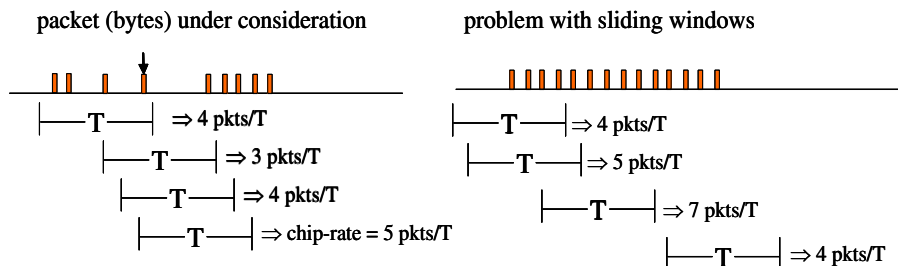 packet (bytes) under consideration
T ⇒ 4 pkts/T
T ⇒ 3 pkts/T
T ⇒ 4 pkts/T
T ⇒ chip-rate = 5 pkts/T
problem with sliding windows
T ⇒ 4 pkts/T
T ⇒ 5 pkts/T
T ⇒ 7 pkts/T
T ⇒ 4 pkts/T